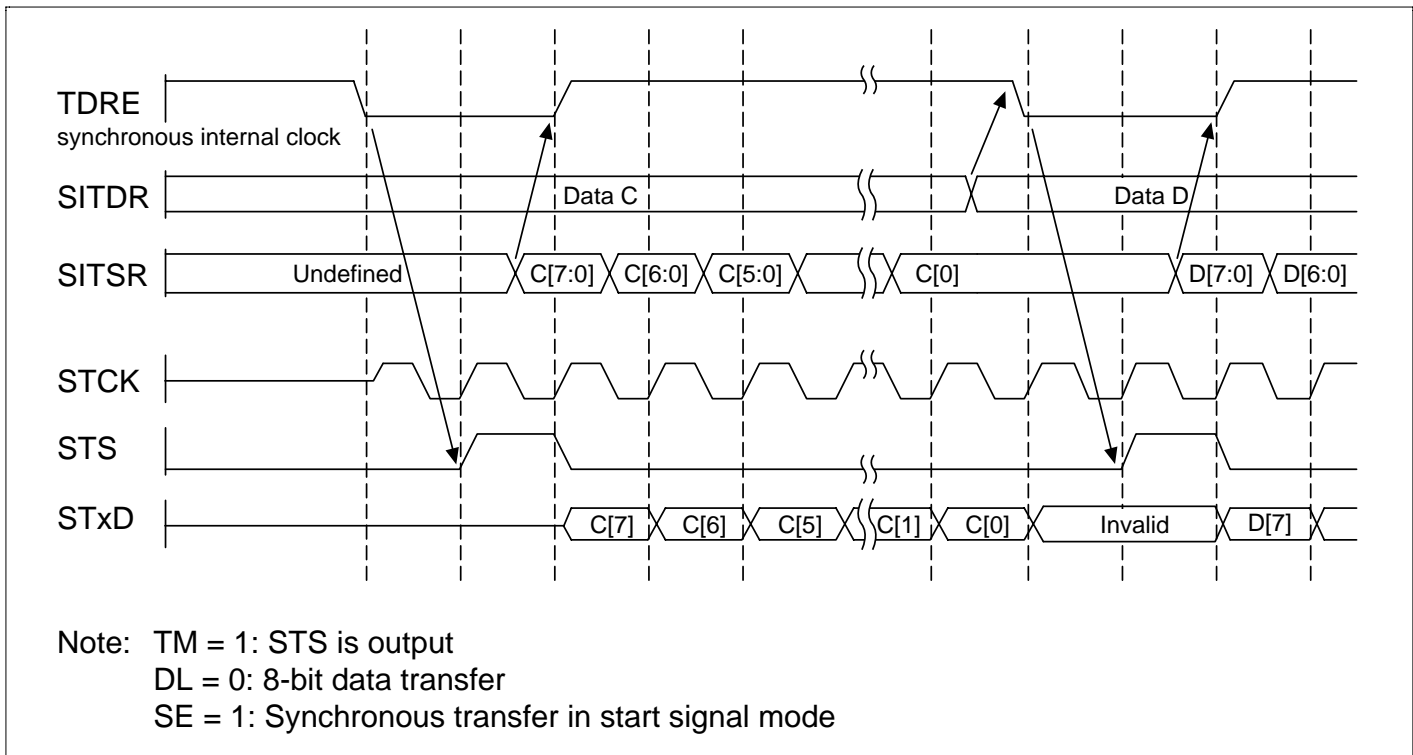 TDRE
synchronous internal clock
SITDR
Data C
Data D
SITSR
Undefined
C[7:0]
C[6:0]
C[5:0]
C[0]
D[7:0]
D[6:0]
STCK
STS
STxD
C[7]
C[6]
C[5]
C[1]
C[0]
Invalid
D[7]
Note: TM = 1: STS is output
DL = 0: 8-bit data transfer
SE = 1: Synchronous transfer in start signal mode